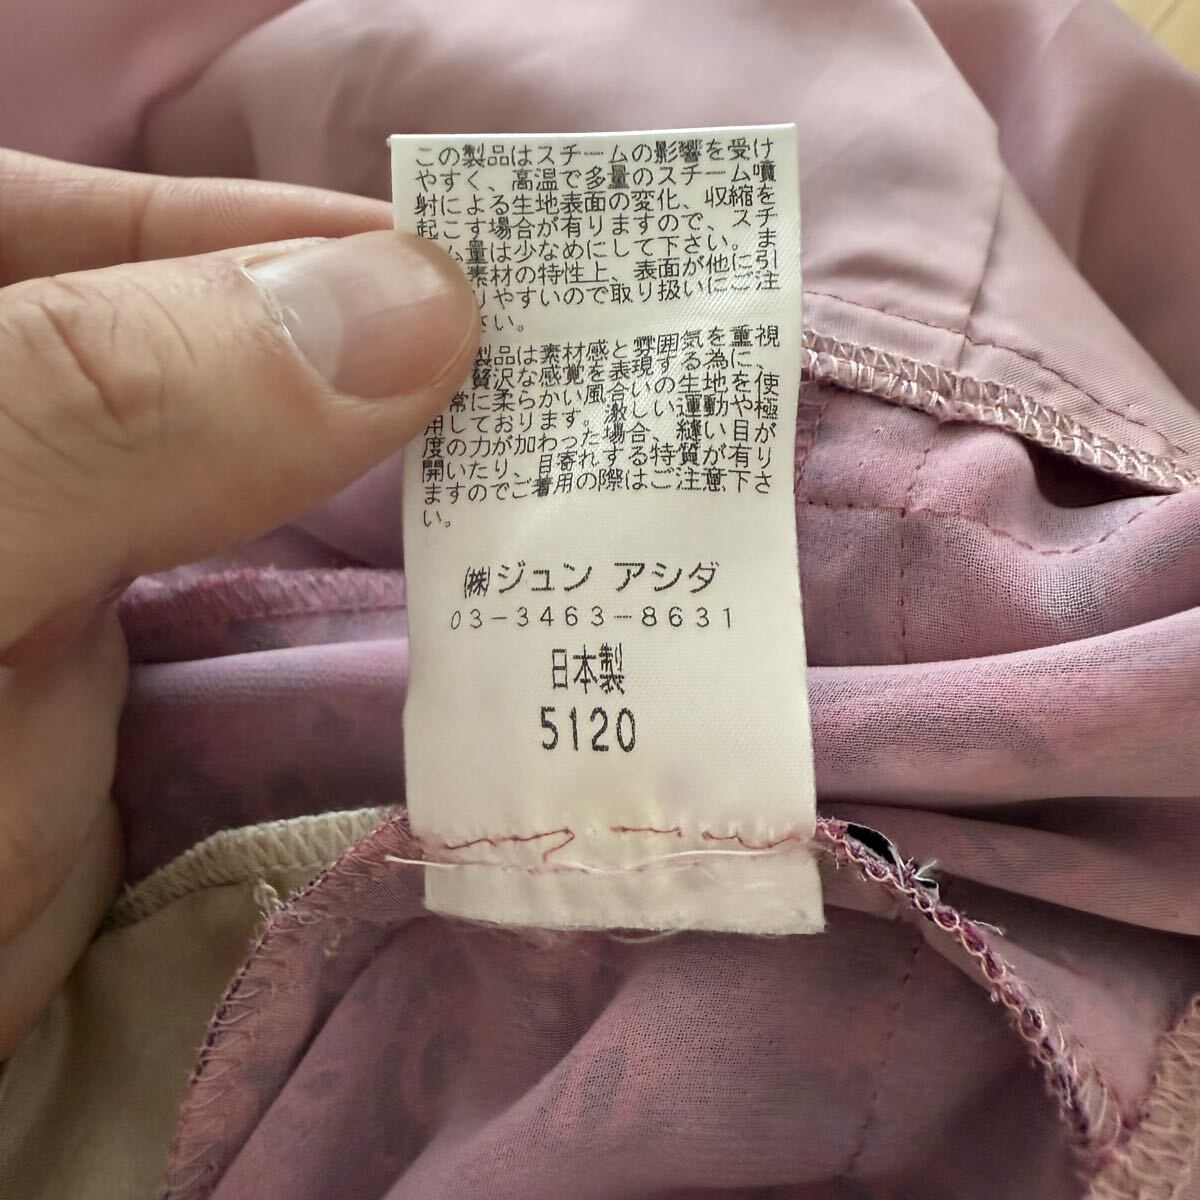 この製品はスチームの影響を受け
やすく、高温で多量のスチーム噴
射による生地表面の変化、収縮を
起こす場合が有りますので、スチ
ーム量は少なめにして下さい。ま
素材の特性上、表面が他に引
りやすいので取り扱いにご注
さい。
製品は素材感と雰囲気を重視
贅沢な感覚を表現する為に、
常に柔らかい風合いの生地を使
用しております。激しい運動や極
度の力が加わった場合、縫い目が
開いたり、目寄れする特質が有り
ますのでご着用の際はご注意下さ
い。
㈱ジュン アシダ
03-3463-8631
日本製
5120